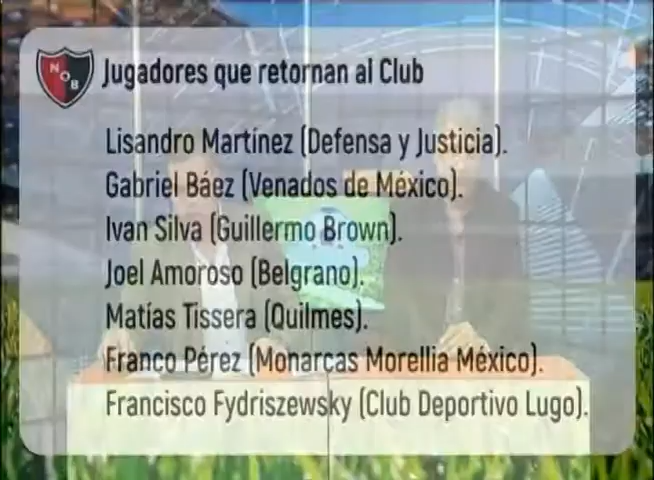 NOB
Jugadores que retornan al Club
Lisandro Martínez (Defensa y Justicia).
Gabriel Báez (Venados de México).
Ivan Silva (Guillermo Brown).
Joel Amoroso (Belgrano).
Matías Tissera (Quilmes).
Franco Pérez (Monarcas Morellia México).
Francisco Fydriszewsky (Club Deportivo Lugo).